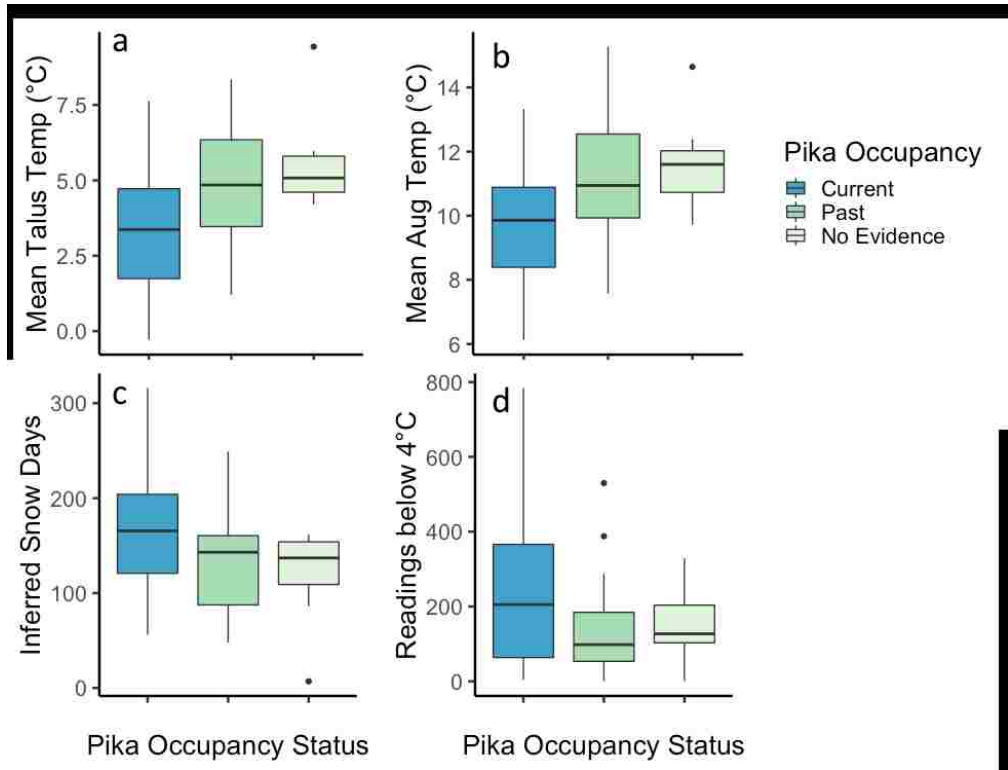 a
Mean Talus Temp (°C)
7.5
5.0
2.5
0.0
b
Mean Aug Temp (°C)
14
12
10
8
6
Pika Occupancy
Current
Past
No Evidence
c
Inferred Snow Days
300
200
100
0
d
Readings below 4°C
800
600
400
200
0
Pika Occupancy Status
Pika Occupancy Status